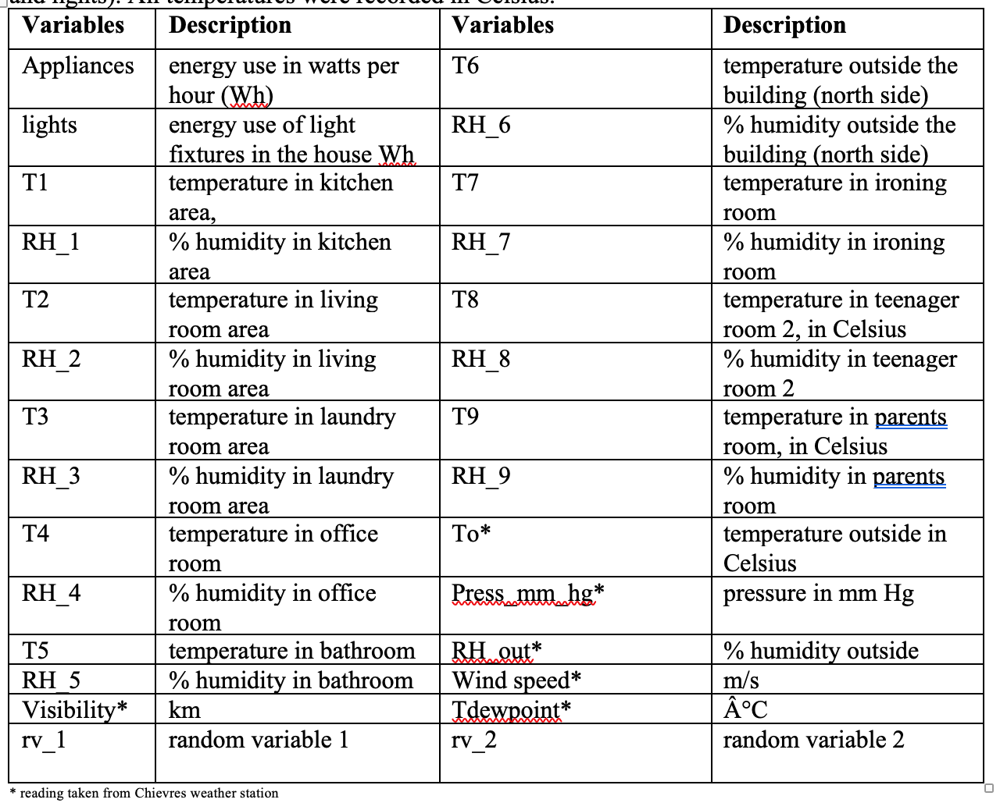 and lights). All temperatures were recorded in Celsius.
Variables Description Variables Description
Appliances energy use in watts per T6 temperature outside the
hour (Wh) building (north side)
lights energy use of light RH_6 % humidity outside the
fixtures in the house Wh building (north side)
T1 temperature in kitchen T7 temperature in ironing
area, room
RH_1 % humidity in kitchen RH_7 % humidity in ironing
area room
T2 temperature in living T8 temperature in teenager
room area room 2, in Celsius
RH_2 % humidity in living RH_8 % humidity in teenager
room area room 2
T3 temperature in laundry T9 temperature in parents
room area room, in Celsius
RH_3 % humidity in laundry RH_9 % humidity in parents
room area room
T4 temperature in office To* temperature outside in
room Celsius
RH_4 % humidity in office Press_mm_hg* pressure in mm Hg
room
T5 temperature in bathroom RH_out* % humidity outside
RH_5 % humidity in bathroom Wind speed* m/s
Visibility* km Tdewpoint* Â°C
rv_1 random variable 1 rv_2 random variable 2
* reading taken from Chievres weather station